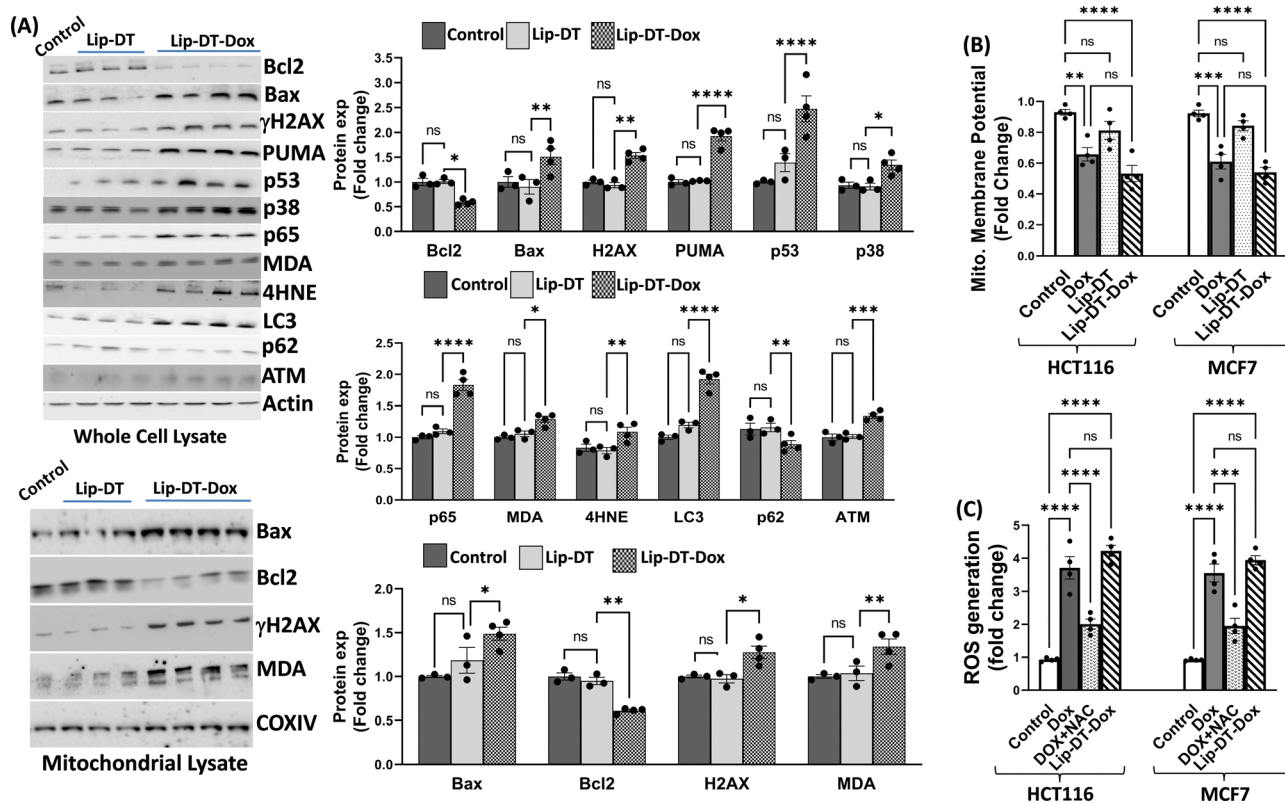 (A)
Control
Lip-DT
Lip-DT-Dox
Bcl2
Bax
γH2AX
PUMA
p53
p38
p65
MDA
4HNE
LC3
p62
ATM
Actin
Whole Cell Lysate
Control
Lip-DT
Lip-DT-Dox
Bax
Bcl2
γH2AX
MDA
COXIV
Mitochondrial Lysate
Control Lip-DT Lip-DT-Dox
Protein exp
(Fold change)
3.5
3.0
2.5
2.0
1.5
1.0
0.5
0.0
ns * ** ns ** **** **** *
Bcl2 Bax H2AX PUMA p53 p38
Control Lip-DT Lip-DT-Dox
Protein exp
(Fold change)
2.5
2.0
1.5
1.0
0.5
0.0
ns **** ns * ns ** ns **** ns ** ns ***
p65 MDA 4HNE LC3 p62 ATM
Control Lip-DT Lip-DT-Dox
Protein exp
(Fold change)
2.0
1.5
1.0
0.5
0.0
ns * ns ** ns * ns **
Bax Bcl2 H2AX MDA
(B)
Mito. Membrane Potential
(Fold Change)
1.0
0.8
0.6
0.4
0.2
0.0
**** ns ** ns
**** ns *** ns
Control Dox Lip-DT Lip-DT-Dox
Control Dox Lip-DT Lip-DT-Dox
HCT116 MCF7
(C)
ROS generation
(fold change)
5
4
3
2
1
0
**** ns **** ****
**** ns *** ****
Control Dox DOX+NAC Lip-DT-Dox
Control Dox DOX+NAC Lip-DT-Dox
HCT116 MCF7